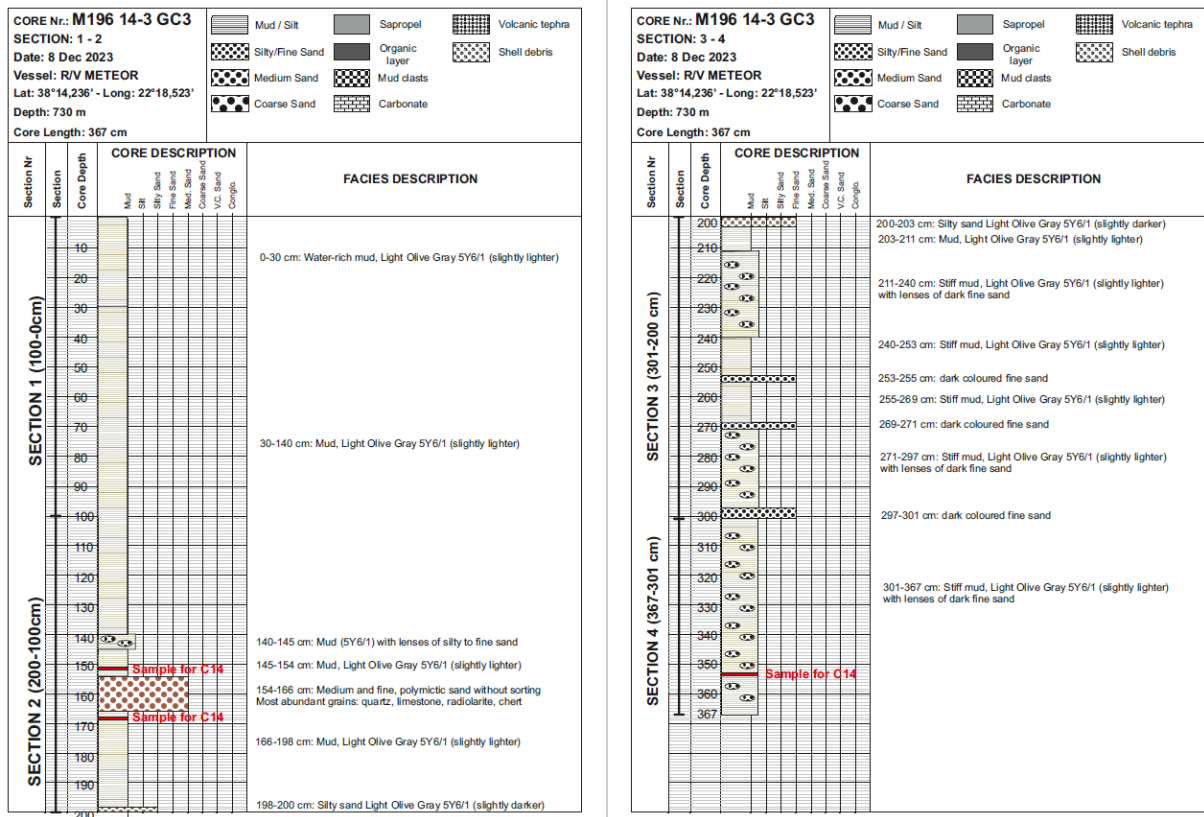 CORE Nr.: M196 14-3 GC3
SECTION: 1 - 2
Date: 8 Dec 2023
Vessel: R/V METEOR
Lat: 38°14,236' - Long: 22°18,523'
Depth: 730 m
Core Length: 367 cm
Mud / Silt
Sapropel
Volcanic tephra
Silty/Fine Sand
Organic
layer
Shell debris
Medium Sand
Mud clasts
Coarse Sand
Carbonate
Section Nr
Section
Core Depth
CORE DESCRIPTION
Mud
Silt
Silty Sand
Fine Sand
Med. Sand
Coarse Sand
V.C. Sand
Conglo.
FACIES DESCRIPTION
SECTION 1 (100-0cm)
SECTION 2 (200-100cm)
10
20
30
40
50
60
70
80
90
100
110
120
130
140
150
160
170
180
190
200
0-30 cm: Water-rich mud, Light Olive Gray 5Y6/1 (slightly lighter)
30-140 cm: Mud, Light Olive Gray 5Y6/1 (slightly lighter)
140-145 cm: Mud (5Y6/1) with lenses of silty to fine sand
Sample for C14
145-154 cm: Mud, Light Olive Gray 5Y6/1 (slightly lighter)
154-166 cm: Medium and fine, polymictic sand without sorting
Most abundant grains: quartz, limestone, radiolarite, chert
Sample for C14
166-198 cm: Mud, Light Olive Gray 5Y6/1 (slightly lighter)
198-200 cm: Silty sand Light Olive Gray 5Y6/1 (slightly darker)
CORE Nr.: M196 14-3 GC3
SECTION: 3 - 4
Date: 8 Dec 2023
Vessel: R/V METEOR
Lat: 38°14,236' - Long: 22°18,523'
Depth: 730 m
Core Length: 367 cm
Mud / Silt
Sapropel
Volcanic tephra
Silty/Fine Sand
Organic
layer
Shell debris
Medium Sand
Mud clasts
Coarse Sand
Carbonate
Section Nr
Section
Core Depth
CORE DESCRIPTION
Mud
Silt
Silty Sand
Fine Sand
Med. Sand
Coarse Sand
V.C. Sand
Conglo.
FACIES DESCRIPTION
SECTION 3 (301-200 cm)
SECTION 4 (367-301 cm)
200
210
220
230
240
250
260
270
280
290
300
310
320
330
340
350
360
367
200-203 cm: Silty sand Light Olive Gray 5Y6/1 (slightly darker)
203-211 cm: Mud, Light Olive Gray 5Y6/1 (slightly lighter)
211-240 cm: Stiff mud, Light Olive Gray 5Y6/1 (slightly lighter)
with lenses of dark fine sand
240-253 cm: Stiff mud, Light Olive Gray 5Y6/1 (slightly lighter)
253-255 cm: dark coloured fine sand
255-269 cm: Stiff mud, Light Olive Gray 5Y6/1 (slightly lighter)
269-271 cm: dark coloured fine sand
271-297 cm: Stiff mud, Light Olive Gray 5Y6/1 (slightly lighter)
with lenses of dark fine sand
297-301 cm: dark coloured fine sand
301-367 cm: Stiff mud, Light Olive Gray 5Y6/1 (slightly lighter)
with lenses of dark fine sand
Sample for C14